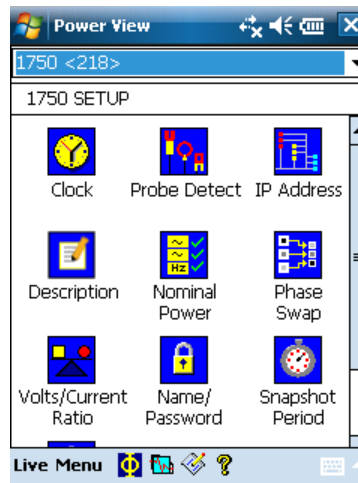 Power View
1750 <218>
1750 SETUP
Clock
Probe Detect
IP Address
Description
Nominal
Power
Phase
Swap
Volts/Current
Ratio
Name/
Password
Snapshot
Period
Live Menu